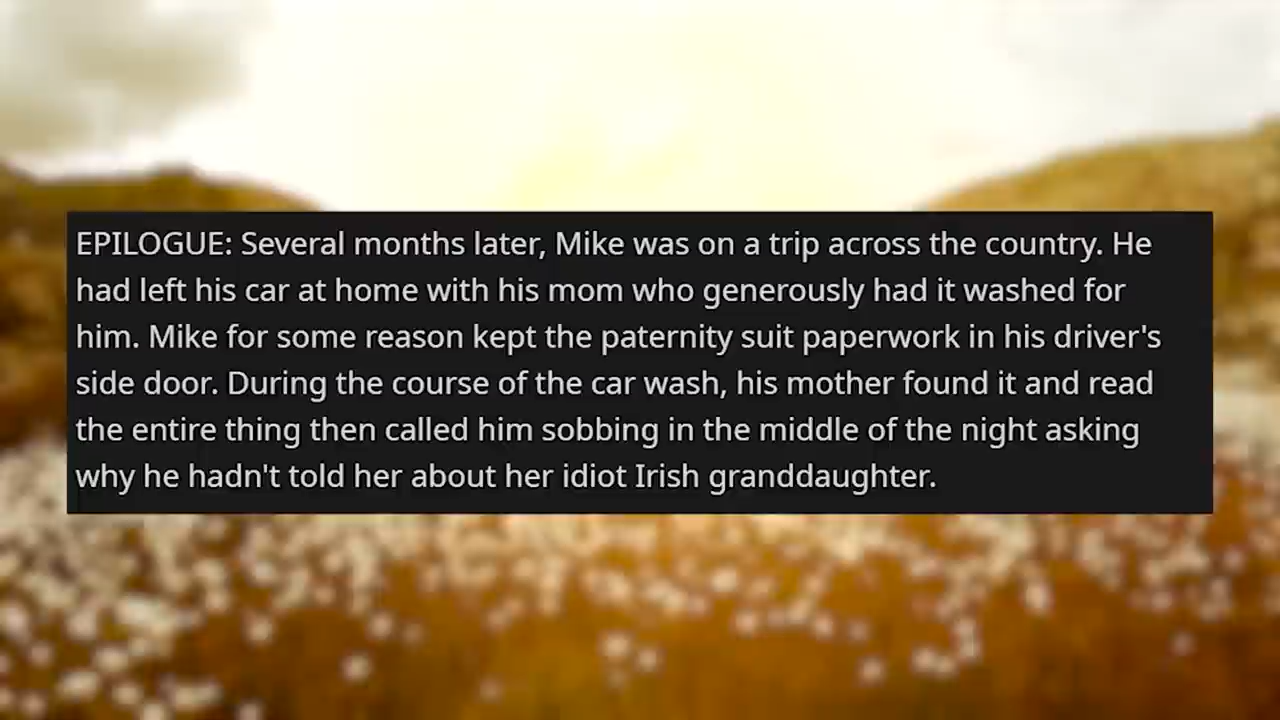 EPILOGUE: Several months later, Mike was on a trip across the country. He
had left his car at home with his mom who generously had it washed for
him. Mike for some reason kept the paternity suit paperwork in his driver's
side door. During the course of the car wash, his mother found it and read
the entire thing then called him sobbing in the middle of the night asking
why he hadn't told her about her idiot Irish granddaughter.